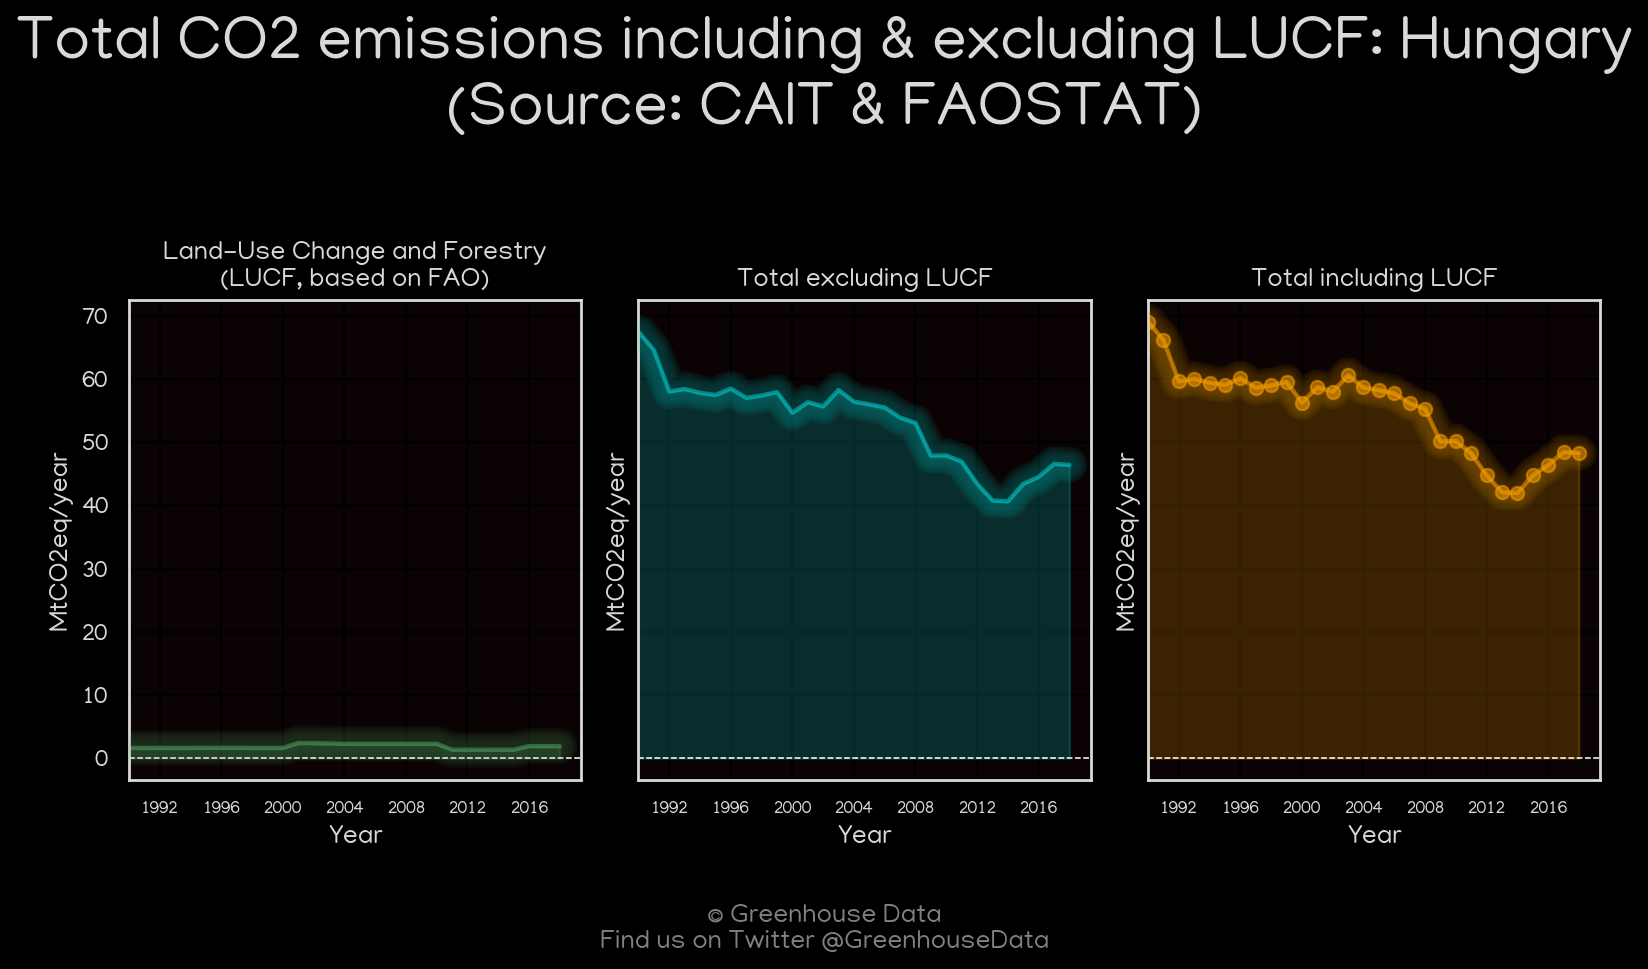 Total CO2 emissions including & excluding LUCF: Hungary
(Source: CAIT & FAOSTAT)
Land-Use Change and Forestry
(LUCF, based on FAO)
Total excluding LUCF
Total including LUCF
70
60
50
40
30
20
10
0
MtCO2eq/year
MtCO2eq/year
MtCO2eq/year
1992 1996 2000 2004 2008 2012 2016
1992 1996 2000 2004 2008 2012 2016
1992 1996 2000 2004 2008 2012 2016
Year
Year
Year
© Greenhouse Data
Find us on Twitter @GreenhouseData